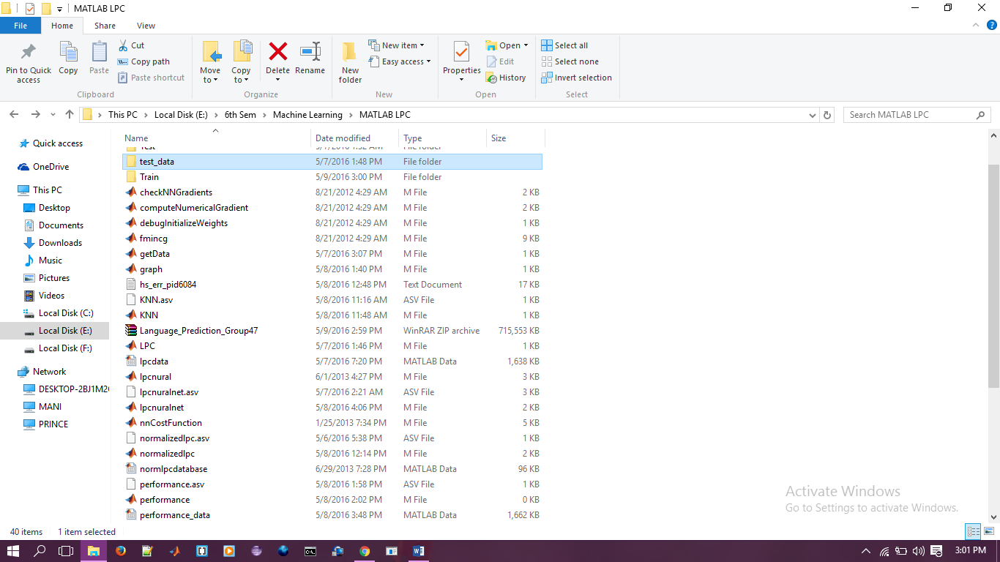 MATLAB LPC
File Home Share View
Pin to Quick access
Copy
Paste
Cut
Copy path
Paste shortcut
Clipboard
Move to
Copy to
Delete
Rename
Organize
New folder
New item
Easy access
New
Properties
Open
Edit
History
Open
Select all
Select none
Invert selection
Select
This PC > Local Disk (E:) > 6th Sem > Machine Learning > MATLAB LPC
Search MATLAB LPC
Quick access
OneDrive
This PC
Desktop
Documents
Downloads
Music
Pictures
Videos
Local Disk (C:)
Local Disk (E:)
Local Disk (F:)
Network
DESKTOP-2BJ1M2
MANI
PRINCE
Name Date modified Type Size
Test 5/7/2016 1:52 AM File folder
test_data 5/7/2016 1:48 PM File folder
Train 5/9/2016 3:00 PM File folder
checkNNGradients 8/21/2012 4:29 AM M File 2 KB
computeNumericalGradient 8/21/2012 4:29 AM M File 2 KB
debugInitializeWeights 8/21/2012 4:29 AM M File 1 KB
fmincg 8/21/2012 4:29 AM M File 9 KB
getData 5/7/2016 3:07 PM M File 1 KB
graph 5/8/2016 1:40 PM M File 1 KB
hs_err_pid6084 5/8/2016 12:48 PM Text Document 17 KB
KNN.asv 5/8/2016 11:16 AM ASV File 1 KB
KNN 5/8/2016 11:48 AM M File 1 KB
Language_Prediction_Group47 5/9/2016 2:59 PM WinRAR ZIP archive 715,553 KB
LPC 5/7/2016 1:46 PM M File 1 KB
lpcdata 5/7/2016 7:20 PM MATLAB Data 1,638 KB
lpcnural 6/1/2013 4:27 PM M File 3 KB
lpcnuralnet.asv 5/7/2016 2:21 AM ASV File 3 KB
lpcnuralnet 5/8/2016 4:06 PM M File 2 KB
nnCostFunction 1/25/2013 7:34 PM M File 5 KB
normalizedlpc.asv 5/6/2016 5:38 PM ASV File 1 KB
normalizedlpc 5/8/2016 12:14 PM M File 2 KB
normlpcdatabase 6/29/2013 7:28 PM MATLAB Data 96 KB
performance.asv 5/8/2016 1:58 PM ASV File 1 KB
performance 5/8/2016 2:02 PM M File 0 KB
performance_data 5/8/2016 3:48 PM MATLAB Data 1,662 KB
Activate Windows
Go to Settings to activate Windows.
40 items 1 item selected
3:01 PM